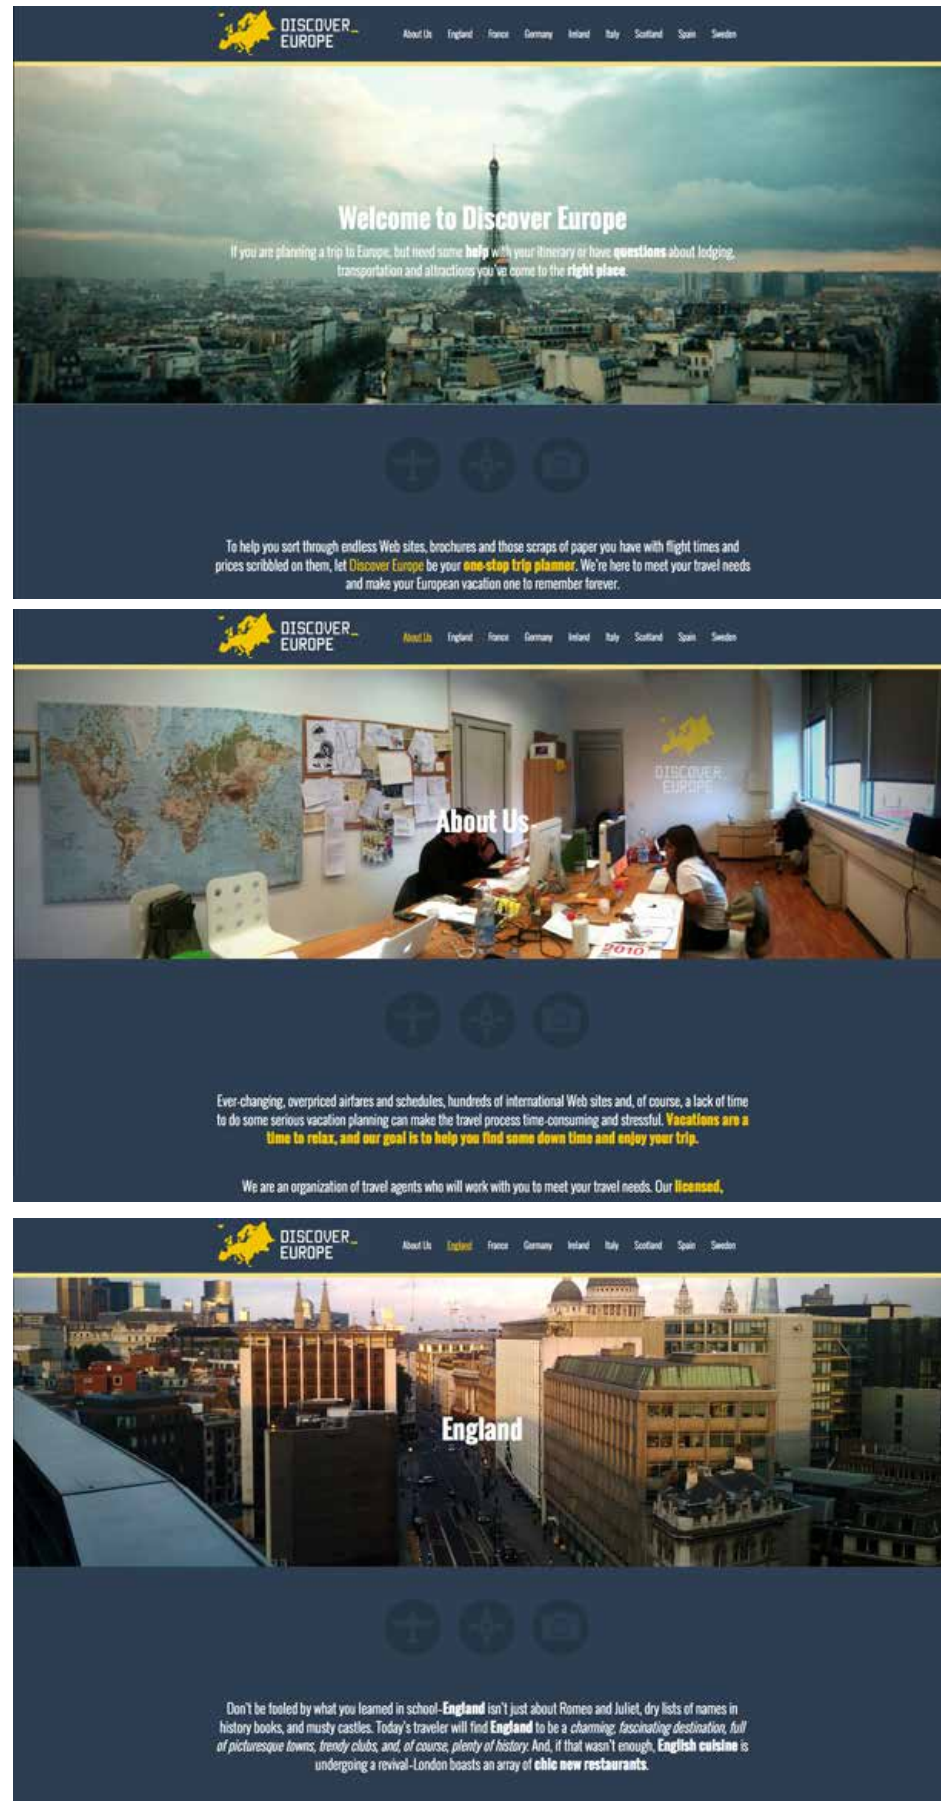 DISCOVER_
EUROPE
About Us England France Germany Ireland Italy Scotland Spain Sweden
Welcome to Discover Europe
If you are planning a trip to Europe, but need some help with your itinerary or have questions about lodging,
transportation and attractions you've come to the right place.
To help you sort through endless Web sites, brochures and those scraps of paper you have with flight times and
prices scribbled on them, let Discover Europe be your one-stop trip planner. We're here to meet your travel needs
and make your European vacation one to remember forever.
DISCOVER_
EUROPE
About Us England France Germany Ireland Italy Scotland Spain Sweden
DISCOVER_
EUROPE
About Us
2010
Ever-changing, overpriced airfares and schedules, hundreds of international Web sites and, of course, a lack of time
to do some serious vacation planning can make the travel process time-consuming and stressful. Vacations are a
time to relax, and our goal is to help you find some down time and enjoy your trip.
We are an organization of travel agents who will work with you to meet your travel needs. Our licensed,
DISCOVER_
EUROPE
About Us England France Germany Ireland Italy Scotland Spain Sweden
England
Don't be fooled by what you learned in school–England isn't just about Romeo and Juliet, dry lists of names in
history books, and musty castles. Today's traveler will find England to be a charming, fascinating destination, full
of picturesque towns, trendy clubs, and, of course, plenty of history. And, if that wasn't enough, English cuisine is
undergoing a revival–London boasts an array of chic new restaurants.